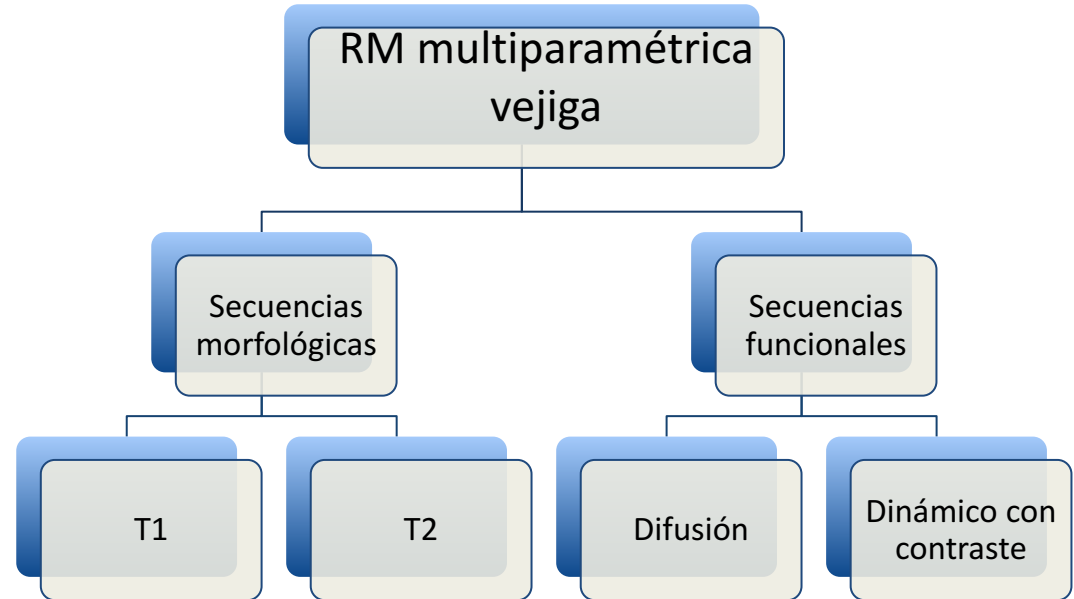 RM multiparamétrica
vejiga
Secuencias
morfológicas
Secuencias
funcionales
T1
T2
Difusión
Dinámico con
contraste